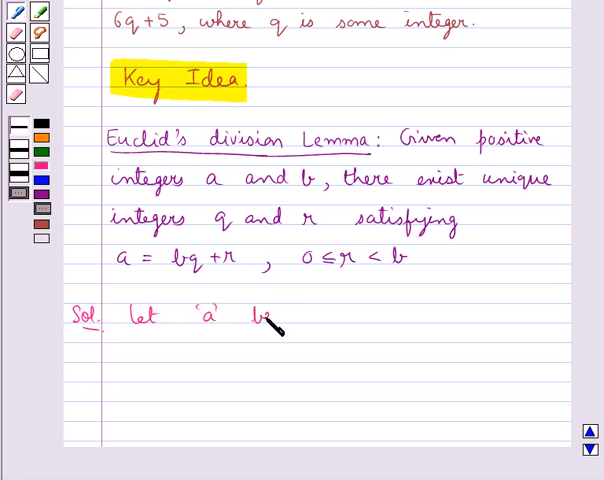 6q+5, where q is some integer.
Key Idea.
Euclid's division Lemma: Given positive
integers a and b, there exist unique
integers q and r satisfying
a = bq+r, 0≤r<b
Sol. let 'a' be